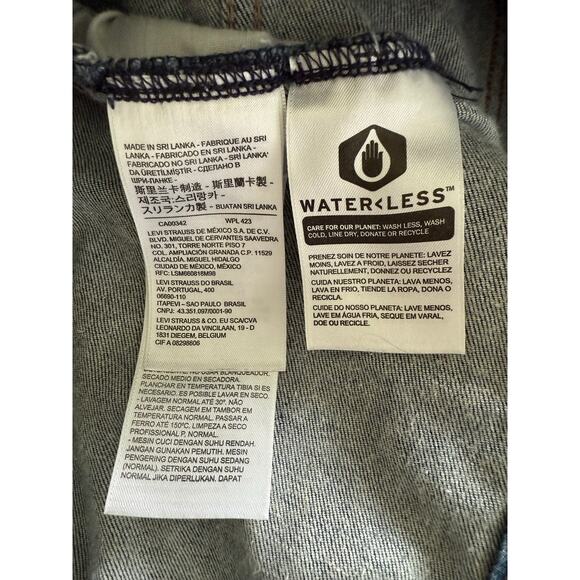 MADE IN SRI LANKA - FABRIQUE AU SRI
LANKA - FABRICADO EN SRI LANKA -
FABRICADO NO SRI LANKA - SRI LANKA'
DA ÜRETİLMİŞTİR - СДЕЛАНО В
ШРИ-ЛАНКЕ -
斯里兰卡制造 - 斯里蘭卡製 -
제조국: 스리랑카 -
スリランカ製 - BUATAN SRI LANKA
CA00342 WPL 423
LEVI STRAUSS DE MÉXICO S.A. DE C.V.
BLVD. MIGUEL DE CERVANTES SAAVEDRA
NO. 301, TORRE NORTE PISO 7
COL. AMPLIACIÓN GRANADA C.P. 11529
ALCALDÍA. MIGUEL HIDALGO
CIUDAD DE MÉXICO, MÉXICO
RFC: LSM660818M98
LEVI STRAUSS DO BRASIL
AV. PORTUGAL, 400
06690-110
ITAPEVI - SAO PAULO BRASIL
CNPJ: 43.351.097/0001-90
LEVI STRAUSS & CO. EU SCA/CVA
LEONARDO DA VINCILAAN, 19 - D
1831 DIEGEM, BELGIUM
CIF A 08298606
NORMALMENTE. NO USAR BLANQUEADOR.
SECADO MEDIO EN SECADORA.
PLANCHAR EN TEMPERATURA TIBIA SI ES
NECESARIO. ES POSIBLE LAVAR EN SECO.
- LAVAGEM NORMAL ATÉ 30º. NÃO
ALVEJAR. SECAGEM EM TAMBOR EM
TEMPERATURA NORMAL. PASSAR A
FERRO ATÉ 150ºC. LIMPEZA A SECO
PROFISSIONAL P, NORMAL.
- MESIN CUCI DENGAN SUHU RENDAH.
JANGAN GUNAKAN PEMUTIH. MESIN
PENGERING DENGAN SUHU SEDANG
(NORMAL). SETRIKA DENGAN SUHU
NORMAL JIKA DIPERLUKAN. DAPAT
WATER<LESS™
CARE FOR OUR PLANET: WASH LESS, WASH
COLD, LINE DRY, DONATE OR RECYCLE
PRENEZ SOIN DE NOTRE PLANETE: LAVEZ
MOINS, LAVEZ A FROID, LAISSEZ SECHER
NATURELLEMENT, DONNEZ OU RECYCLEZ
CUIDA NUESTRO PLANETA: LAVA MENOS,
LAVA EN FRIO, TIENDE LA ROPA, DONA O
RECICLA.
CUIDE DO NOSSO PLANETA: LAVE MENOS,
LAVE EM ÁGUA FRIA, SEQUE EM VARAL,
DOE OU RECICLE.